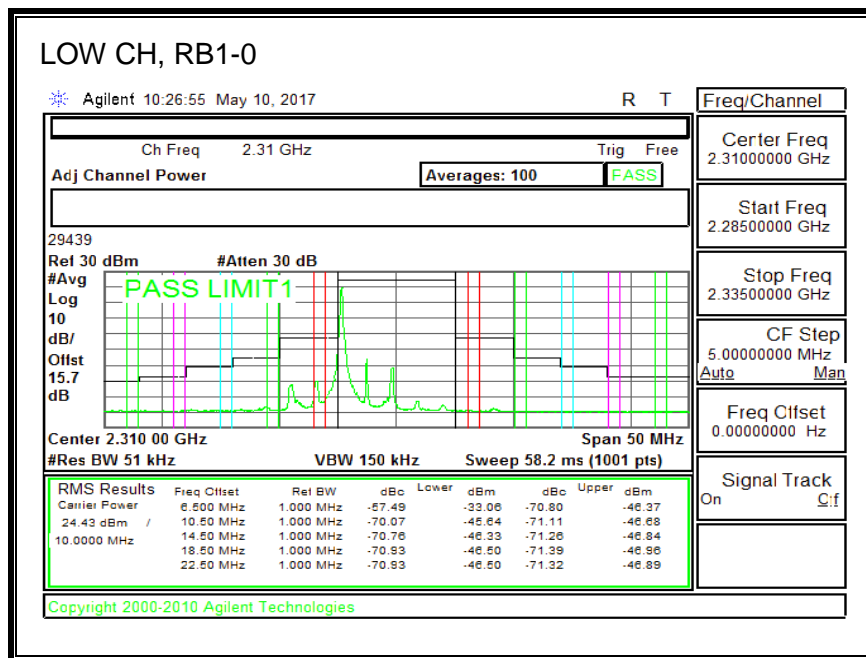 LOW CH, RB1-0
Agilent 10:26:55 May 10, 2017 R T
Freq/Channel
Ch Freq 2.31 GHz Trig Free
Adj Channel Power Averages: 100 PASS
Center Freq
2.31000000 GHz
Start Freq
2.28500000 GHz
Stop Freq
2.33500000 GHz
CF Step
5.00000000 MHz
Auto Man
Freq Offset
0.00000000 Hz
Signal Track
On Off
29439
Ref 30 dBm #Atten 30 dB
#Avg
Log
10
dB/
Offst
15.7
dB
PASS LIMIT1
Center 2.310 00 GHz Span 50 MHz
#Res BW 51 kHz VBW 150 kHz Sweep 58.2 ms (1001 pts)
RMS Results Freq Offset Ref BW dBc Lower dBm dBc Upper dBm
Carrier Power 6.500 MHz 1.000 MHz -57.49 -33.06 -70.80 -46.37
24.43 dBm / 10.50 MHz 1.000 MHz -70.07 -45.64 -71.11 -46.68
10.0000 MHz 14.50 MHz 1.000 MHz -70.76 -46.33 -71.26 -46.84
18.50 MHz 1.000 MHz -70.93 -46.50 -71.39 -46.96
22.50 MHz 1.000 MHz -70.93 -46.50 -71.32 -46.89
Copyright 2000-2010 Agilent Technologies